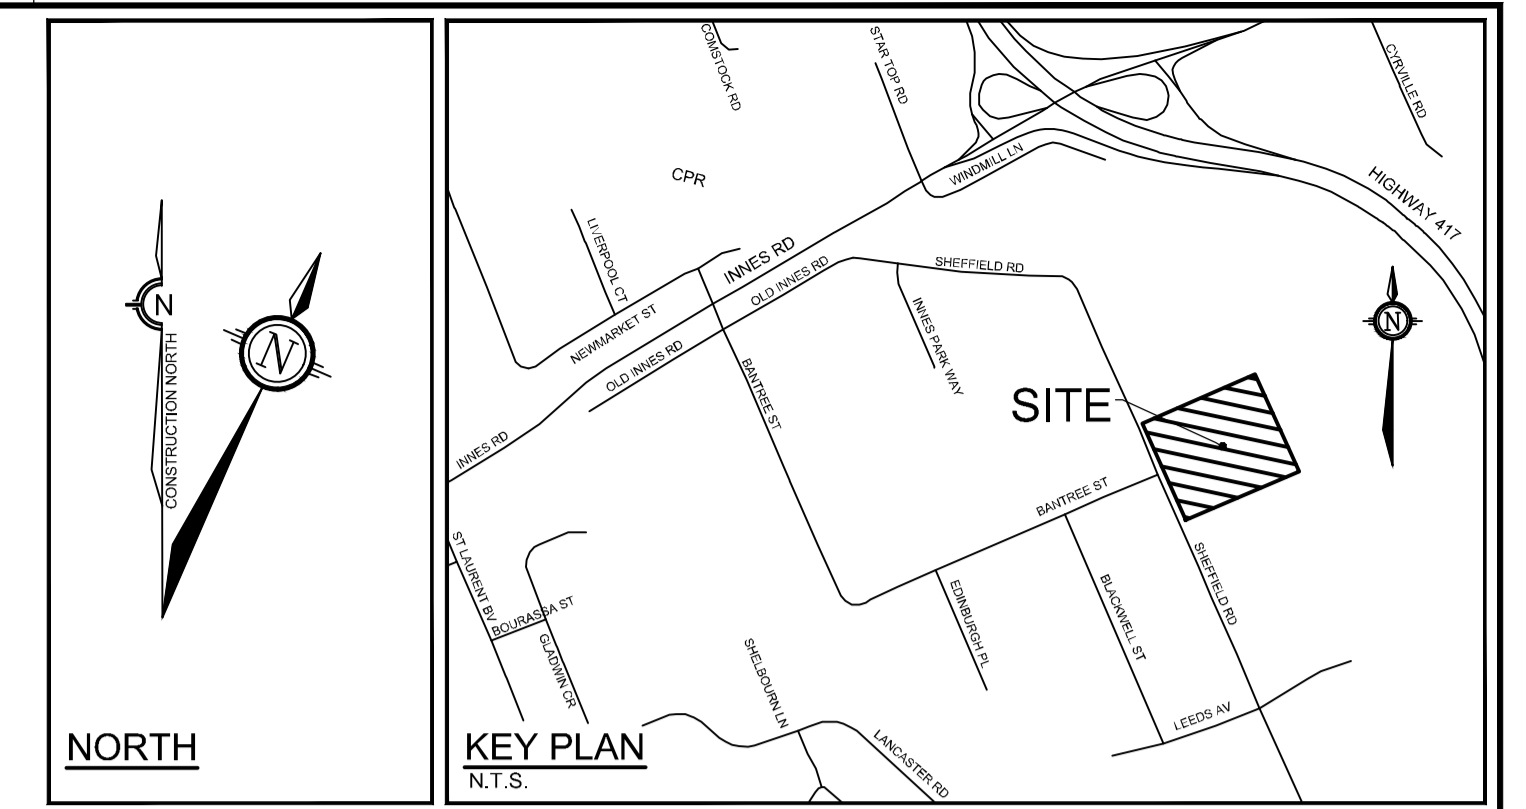 N
CONSTRUCTION NORTH
N
NORTH
COMSTOCK RD
STAR TOP RD
CYRVILLE RD
CPR
WINDMILL LN
HIGHWAY 417
LIVERPOOL CT
INNES RD
OLD INNES RD
SHEFFIELD RD
NEWMARKET ST
INNES PARK WAY
N
OLD INNES RD
BANTREE ST
SITE
INNES RD
BANTREE ST
ST LAURENT BV
BOURASSA ST
GLADWIN CR
EDINBURGH PL
BLACKWELL ST
SHEFFIELD RD
SHELBOURN LN
LEEDS AV
LANCASTER RD
KEY PLAN
N.T.S.